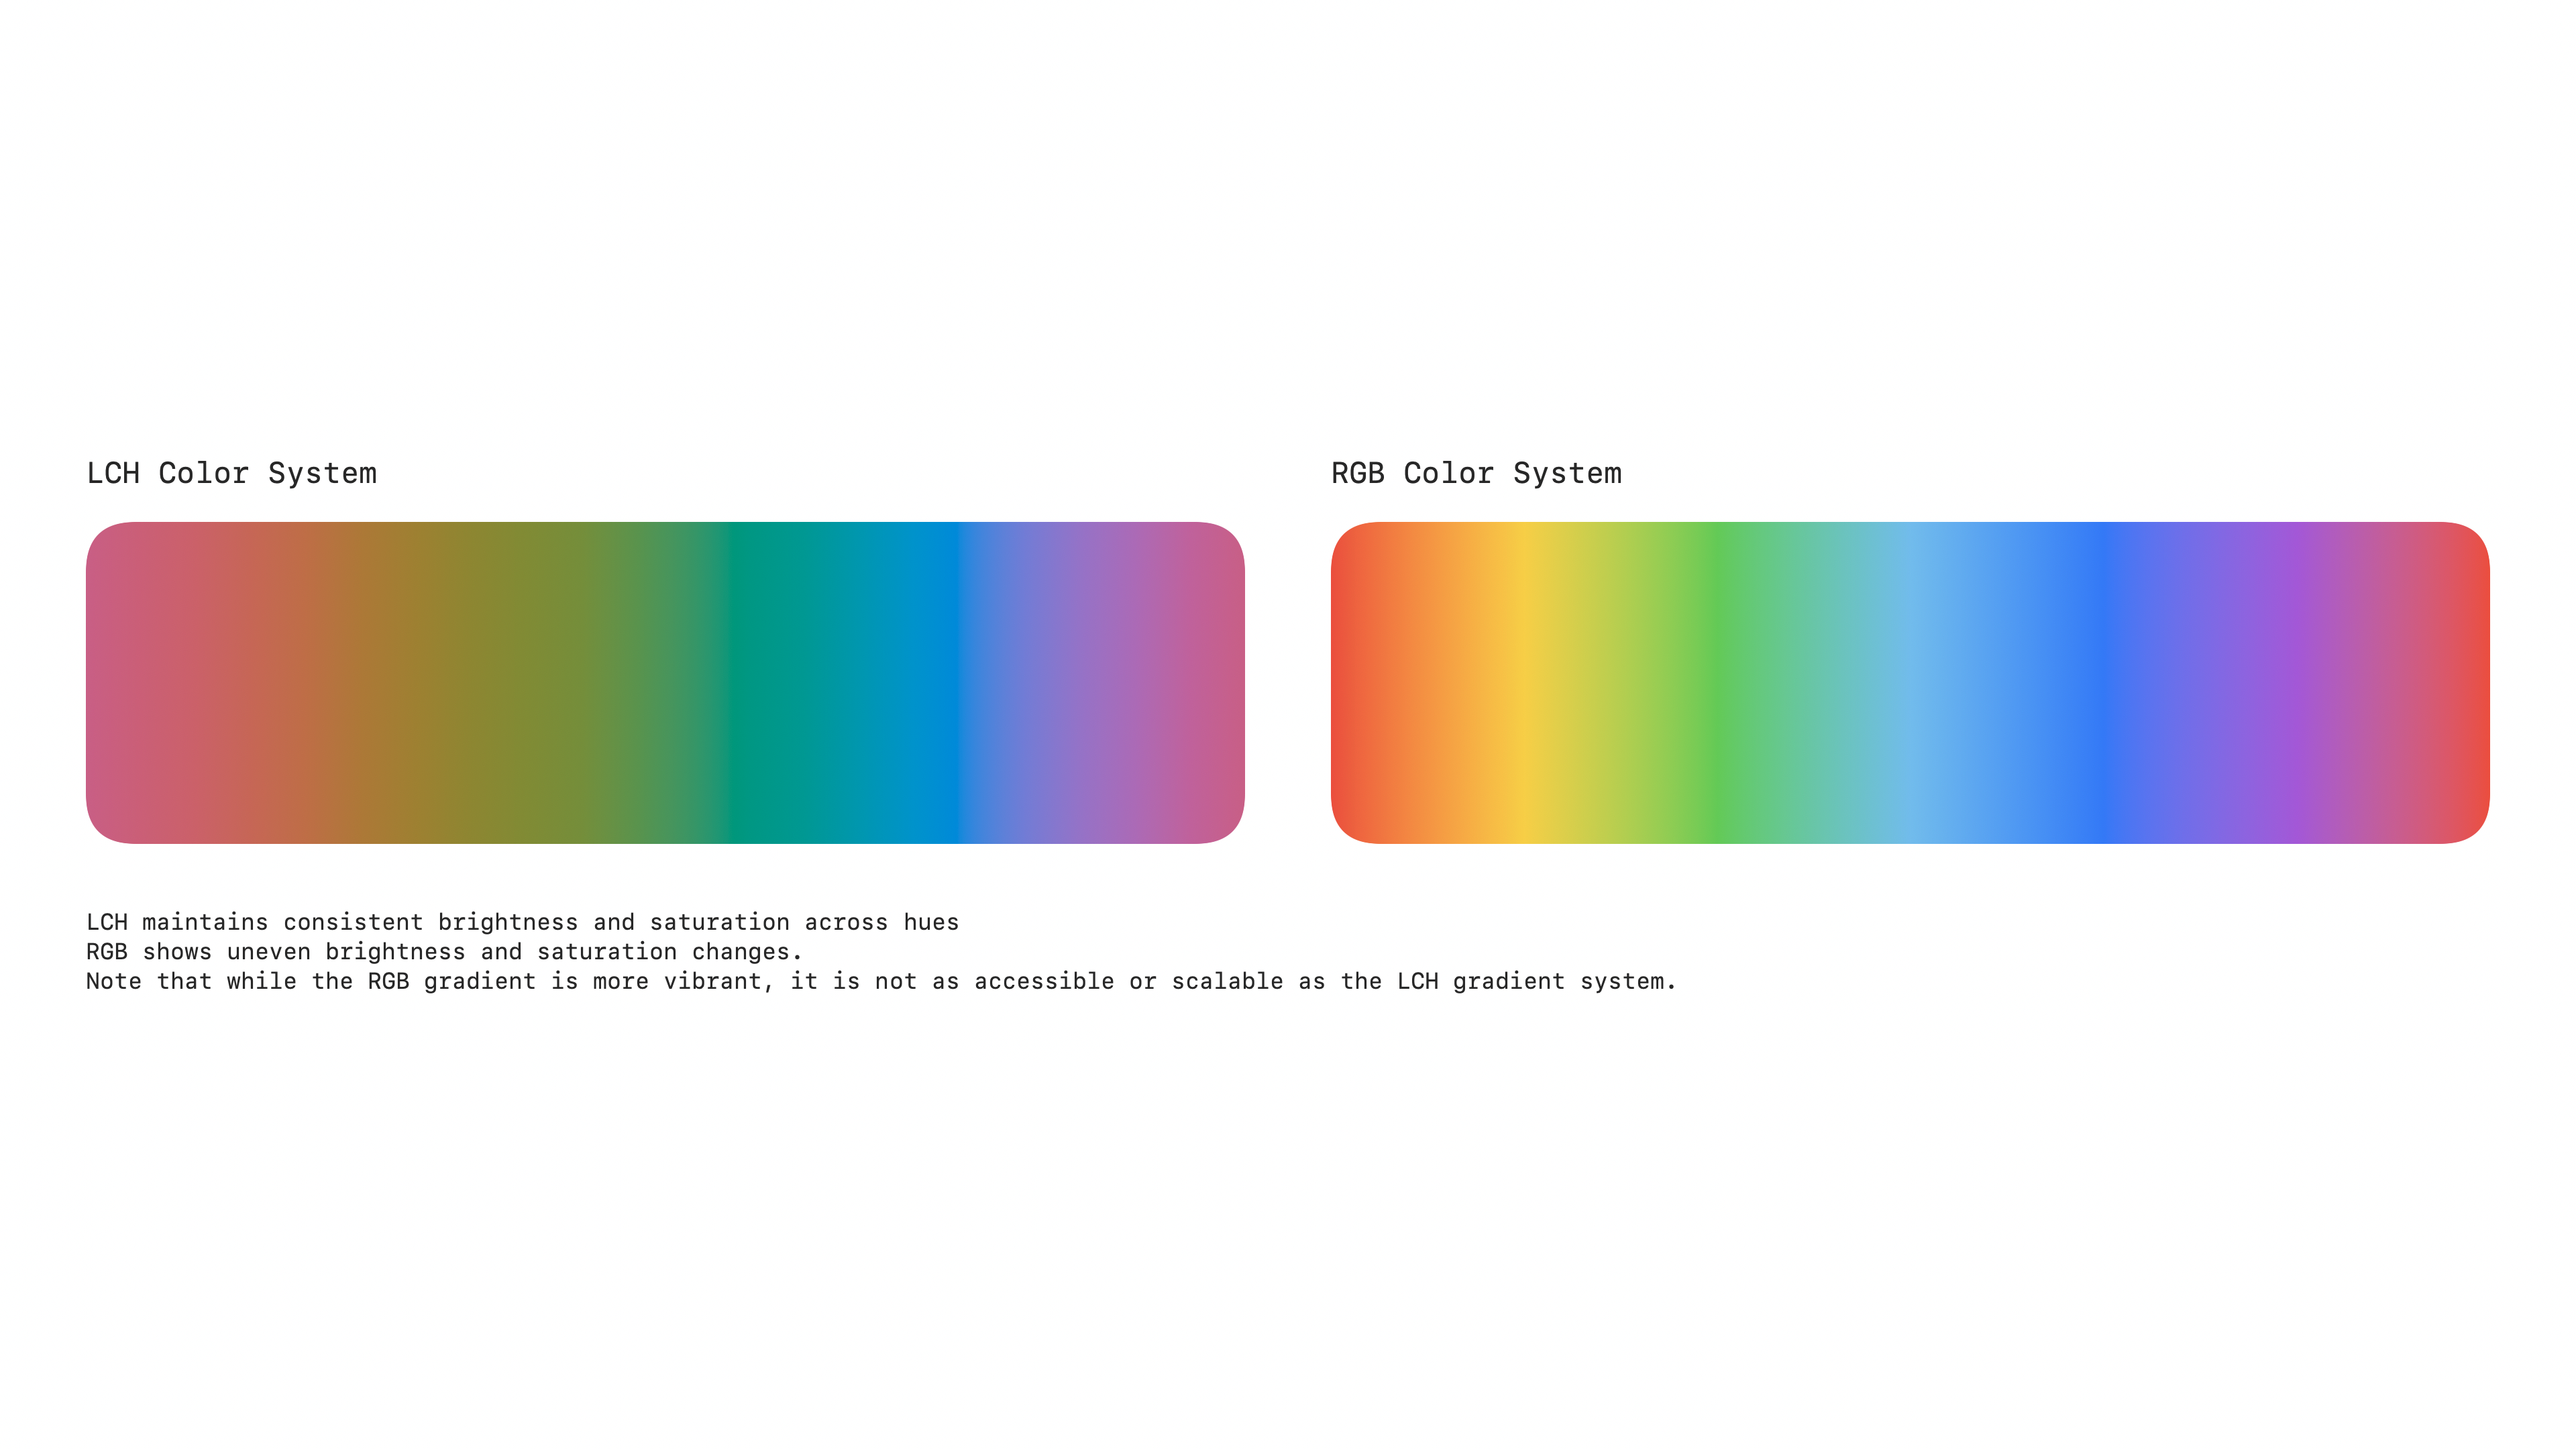 LCH Color System
RGB Color System
LCH maintains consistent brightness and saturation across hues
RGB shows uneven brightness and saturation changes.
Note that while the RGB gradient is more vibrant, it is not as accessible or scalable as the LCH gradient system.